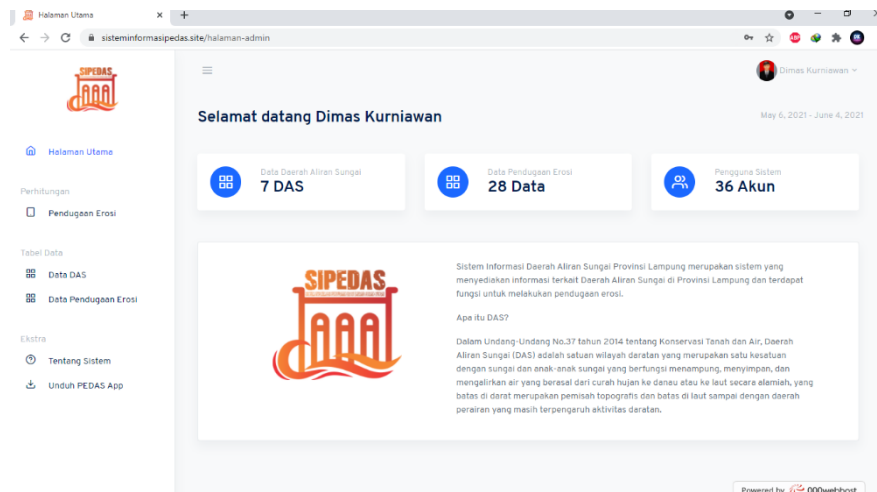 Halaman Utama
sisteminformasipedas.site/halaman-admin
ABP
SIPEDAS
Dimas Kurniawan
Selamat datang Dimas Kurniawan
May 6, 2021 - June 4, 2021
Halaman Utama
Data Daerah Aliran Sungai
7 DAS
Data Pendugaan Erosi
28 Data
Pengguna Sistem
36 Akun
Perhitungan
Pendugaan Erosi
Tabel Data
Data DAS
Data Pendugaan Erosi
Ekstra
Tentang Sistem
Unduh PEDAS App
SIPEDAS
Sistem Informasi Daerah Aliran Sungai Provinsi Lampung merupakan sistem yang
menyediakan informasi terkait Daerah Aliran Sungai di Provinsi Lampung dan terdapat
fungsi untuk melakukan pendugaan erosi.
Apa itu DAS?
Dalam Undang-Undang No.37 tahun 2014 tentang Konservasi Tanah dan Air, Daerah
Aliran Sungai (DAS) adalah satuan wilayah daratan yang merupakan satu kesatuan
dengan sungai dan anak-anak sungai yang berfungsi menampung, menyimpan, dan
mengalirkan air yang berasal dari curah hujan ke danau atau ke laut secara alamiah, yang
batas di darat merupakan pemisah topografis dan batas di laut sampai dengan daerah
perairan yang masih terpengaruh aktivitas daratan.
Powered by 000webhost